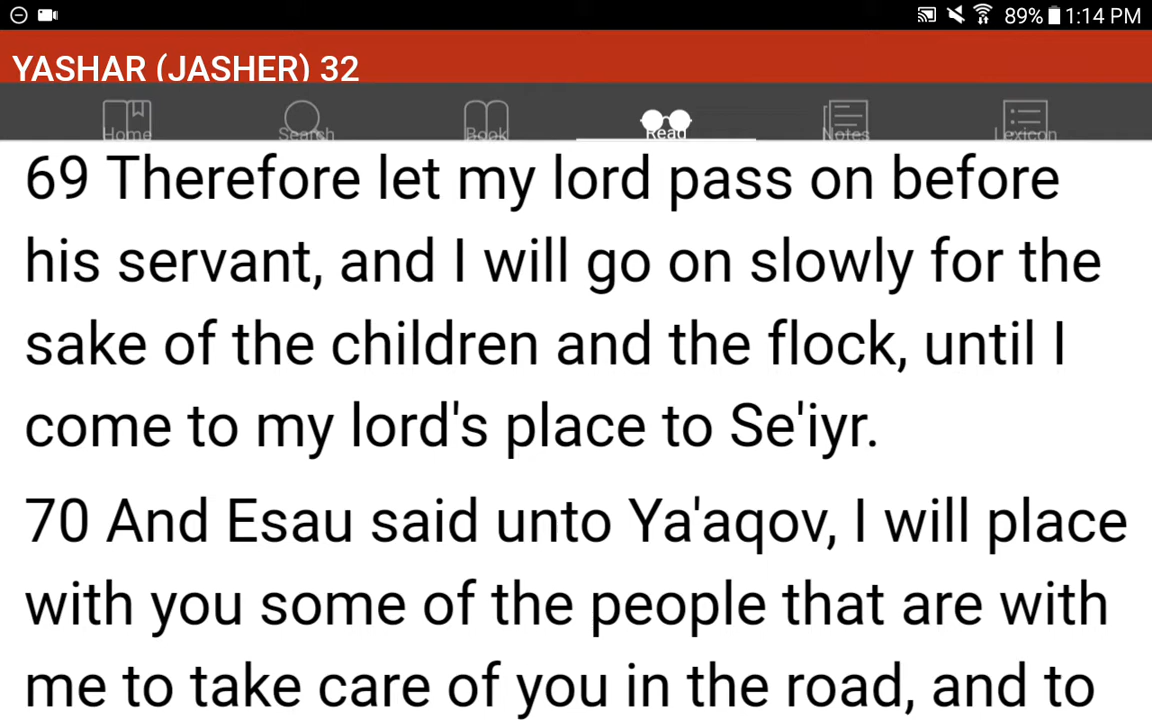 89% 1:14 PM
YASHAR (JASHER) 32
Home Search Book Read Notes Lexicon
69 Therefore let my lord pass on before
his servant, and I will go on slowly for the
sake of the children and the flock, until I
come to my lord's place to Se'iyr.
70 And Esau said unto Ya'aqov, I will place
with you some of the people that are with
me to take care of you in the road, and to